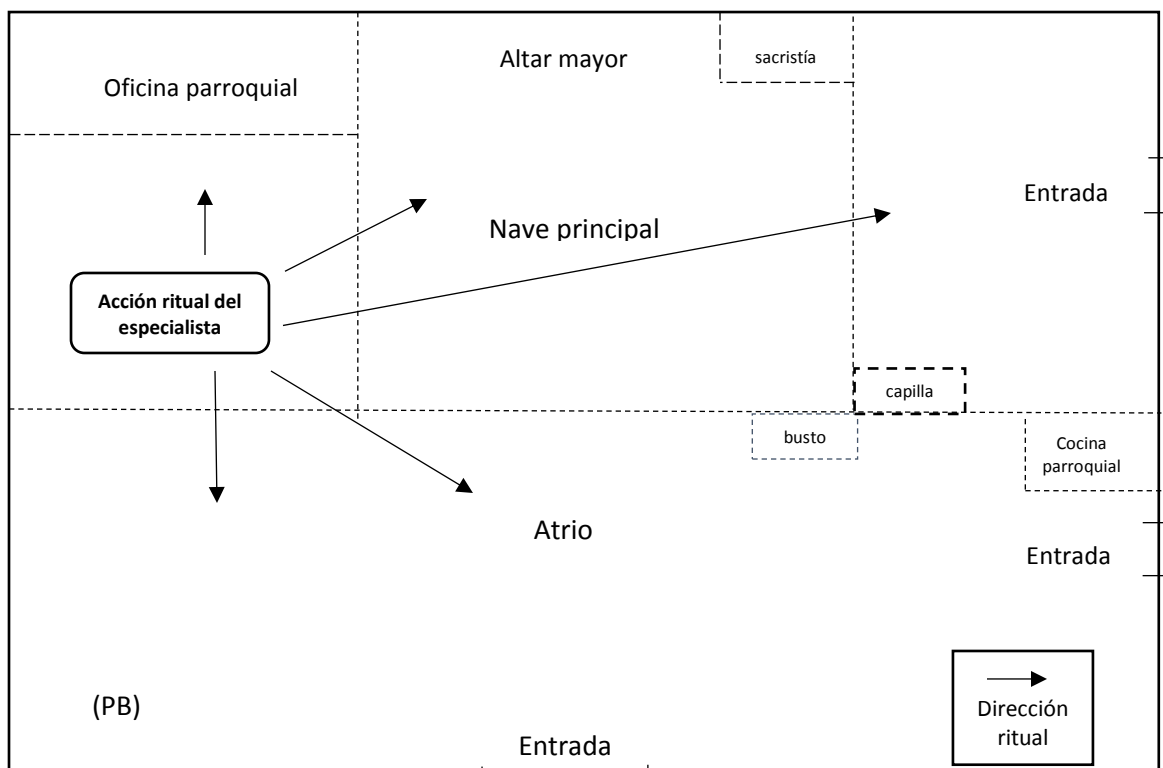 Altar mayor
sacristía
Oficina parroquial
Entrada
Nave principal
Acción ritual del
especialista
capilla
busto
Cocina
parroquial
Atrio
Entrada
(PB)
Dirección
ritual
Entrada